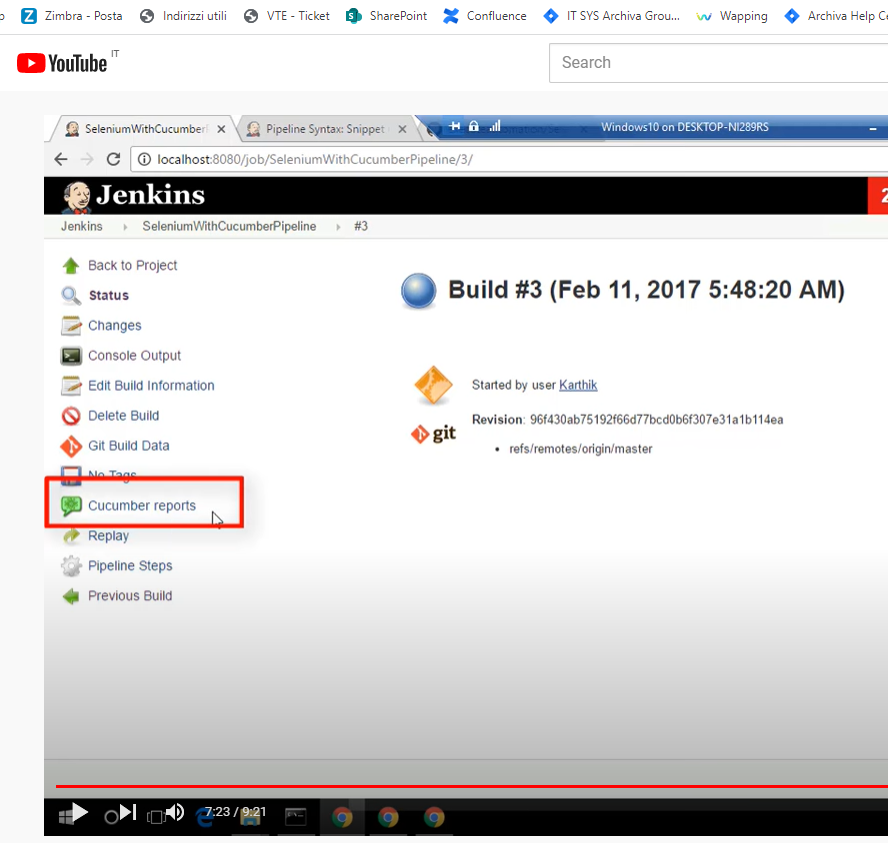 Zimbra - Posta Indirizzi utili VTE - Ticket SharePoint Confluence IT SYS Archiva Grou... Wapping Archiva Help Ce
YouTube IT
Search
SeleniumWithCucumber Pipeline Syntax: Snippet Windows10 on DESKTOP-NI289RS
localhost:8080/job/SeleniumWithCucumberPipeline/3/
Jenkins 2
Jenkins SeleniumWithCucumberPipeline #3
Back to Project
Status
Build #3 (Feb 11, 2017 5:48:20 AM)
Changes
Console Output
Edit Build Information
Started by user Karthik
Delete Build
git Revision: 96f430ab75192f66d77bcd0b6f307e31a1b114ea
Git Build Data
refs/remotes/origin/master
No Tags
Cucumber reports
Replay
Pipeline Steps
Previous Build
7:23 / 9:21